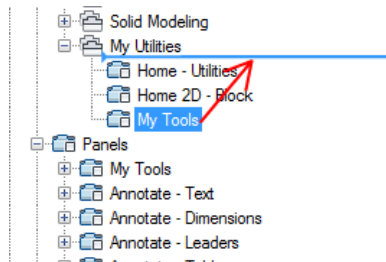 Solid Modeling
My Utilities
Home - Utilities
Home 2D - Block
My Tools
Panels
My Tools
Annotate - Text
Annotate - Dimensions
Annotate - Leaders